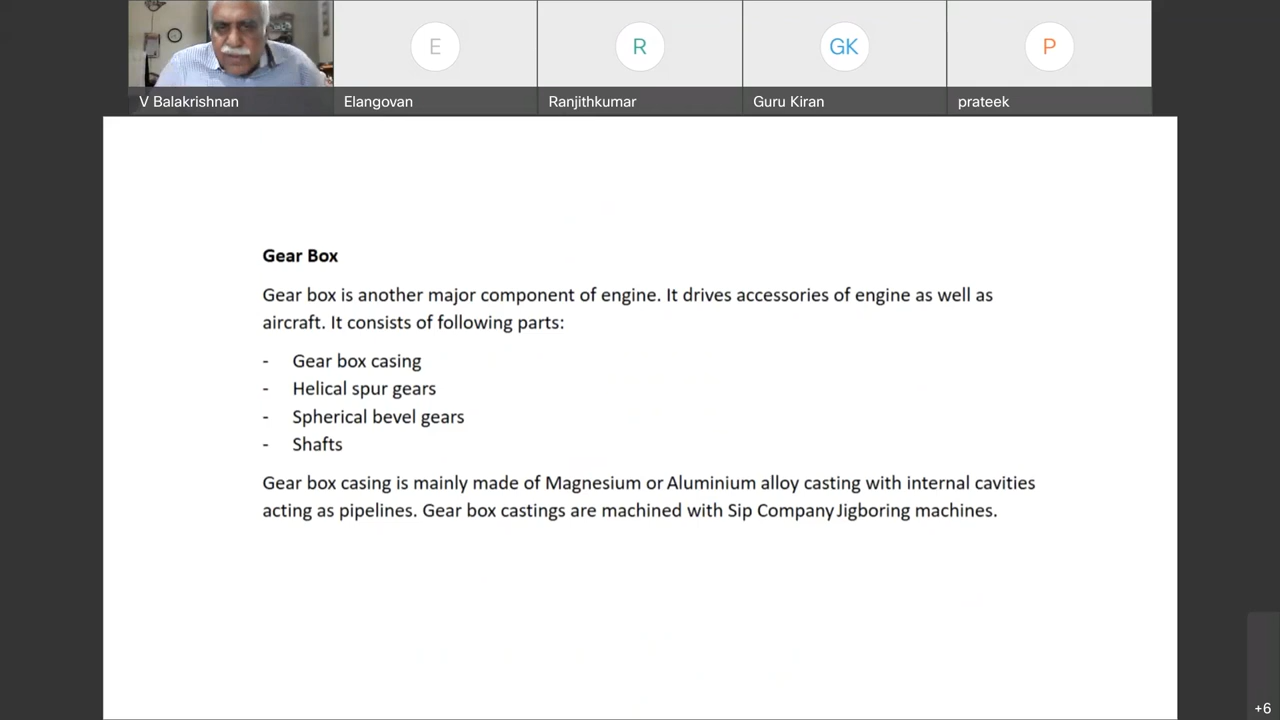 E
R
GK
P
V Balakrishnan
Elangovan
Ranjithkumar
Guru Kiran
prateek
Gear Box
Gear box is another major component of engine. It drives accessories of engine as well as
aircraft. It consists of following parts:
- Gear box casing
- Helical spur gears
- Spherical bevel gears
- Shafts
Gear box casing is mainly made of Magnesium or Aluminium alloy casting with internal cavities
acting as pipelines. Gear box castings are machined with Sip Company Jigboring machines.
+6